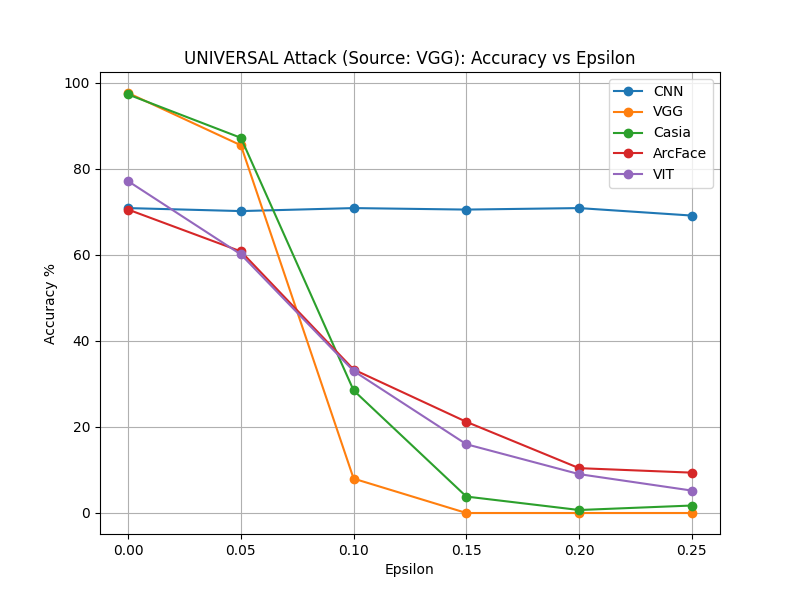 UNIVERSAL Attack (Source: VGG): Accuracy vs Epsilon
CNN
VGG
Casia
ArcFace
VIT
100
80
60
40
20
0
Accuracy %
0.00 0.05 0.10 0.15 0.20 0.25
Epsilon